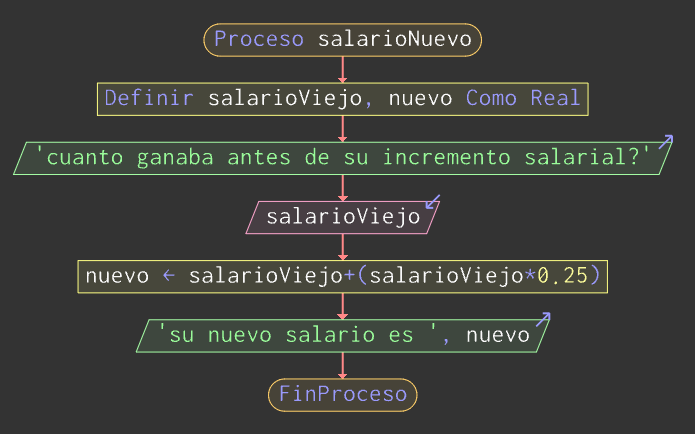 Proceso salarioNuevo
Definir salarioViejo, nuevo Como Real
'cuanto ganaba antes de su incremento salarial?'
salarioViejo
nuevo ← salarioViejo+(salarioViejo*0.25)
'su nuevo salario es ', nuevo
FinProceso